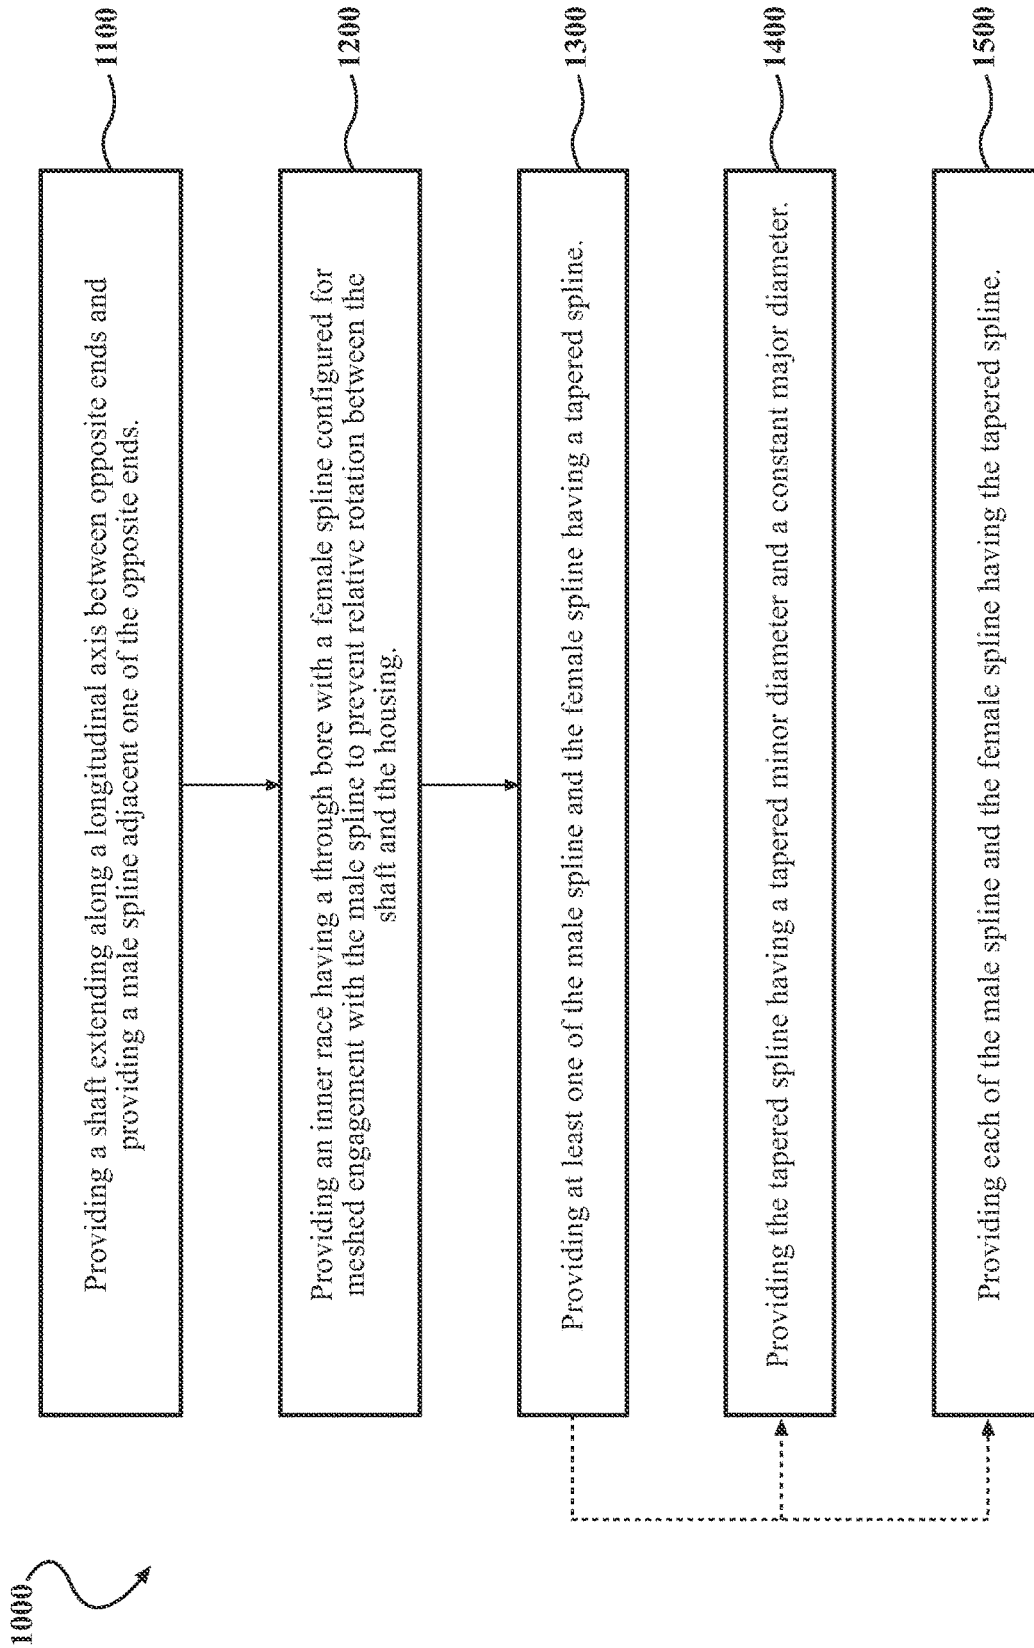 1000
Providing a shaft extending along a longitudinal axis between opposite ends and
providing a male spline adjacent one of the opposite ends.
1100
Providing an inner race having a through bore with a female spline configured for
meshed engagement with the male spline to prevent relative rotation between the
shaft and the housing.
1200
Providing at least one of the male spline and the female spline having a tapered spline.
1300
Providing the tapered spline having a tapered minor diameter and a constant major diameter.
1400
Providing each of the male spline and the female spline having the tapered spline.
1500